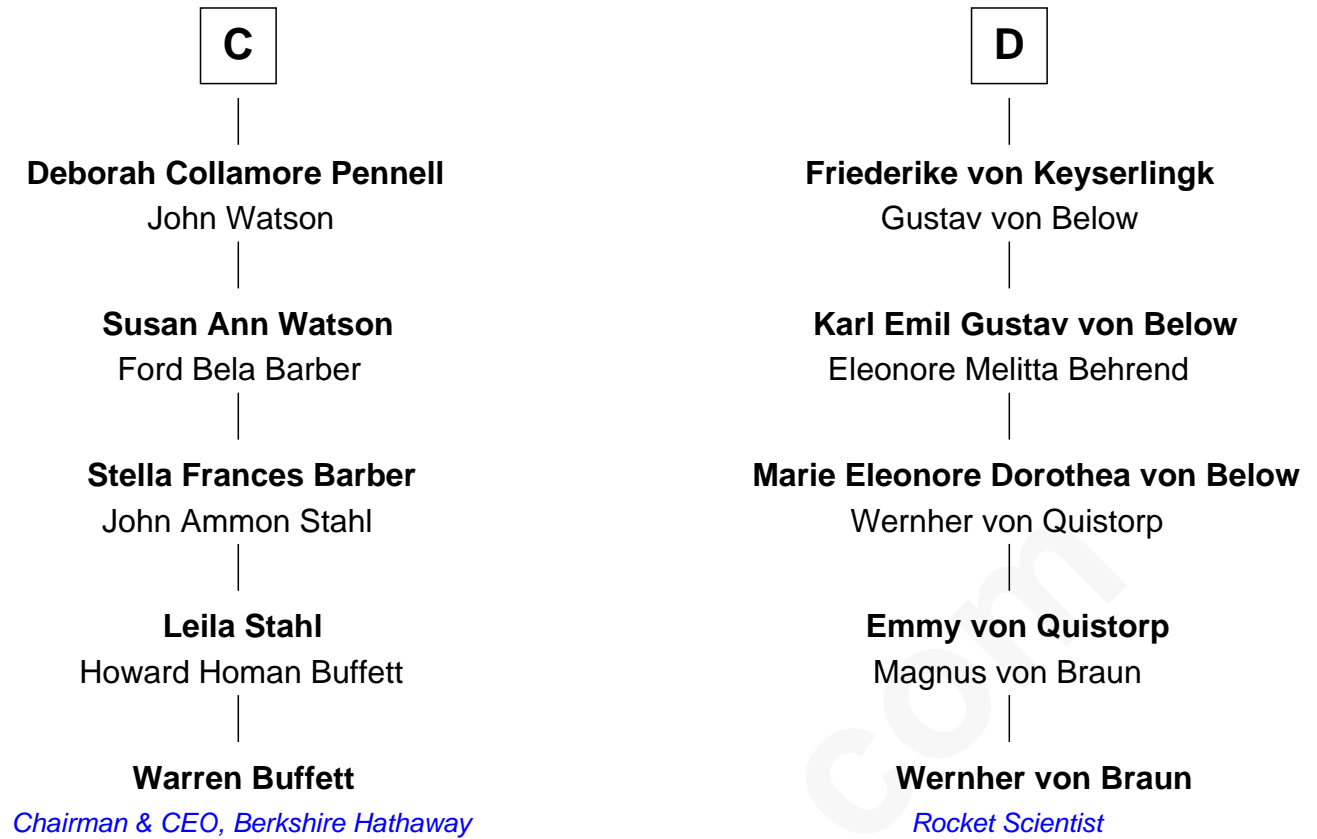 C
Deborah Collamore Pennell
John Watson
Susan Ann Watson
Ford Bela Barber
Stella Frances Barber
John Ammon Stahl
Leila Stahl
Howard Homan Buffett
Warren Buffett
Chairman & CEO, Berkshire Hathaway
D
Friederike von Keyserlingk
Gustav von Below
Karl Emil Gustav von Below
Eleonore Melitta Behrend
Marie Eleonore Dorothea von Below
Wernher von Quistorp
Emmy von Quistorp
Magnus von Braun
Wernher von Braun
Rocket Scientist
com